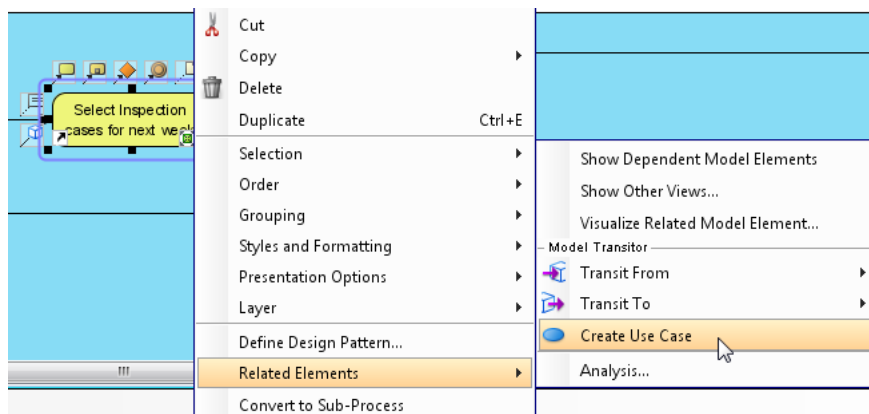 Select Inspection
cases for next week
Cut
Copy
Delete
Duplicate Ctrl+E
Selection
Order
Grouping
Styles and Formatting
Presentation Options
Layer
Define Design Pattern...
Related Elements
Convert to Sub-Process
Show Dependent Model Elements
Show Other Views...
Visualize Related Model Element...
Model Transitor
Transit From
Transit To
Create Use Case
Analysis...